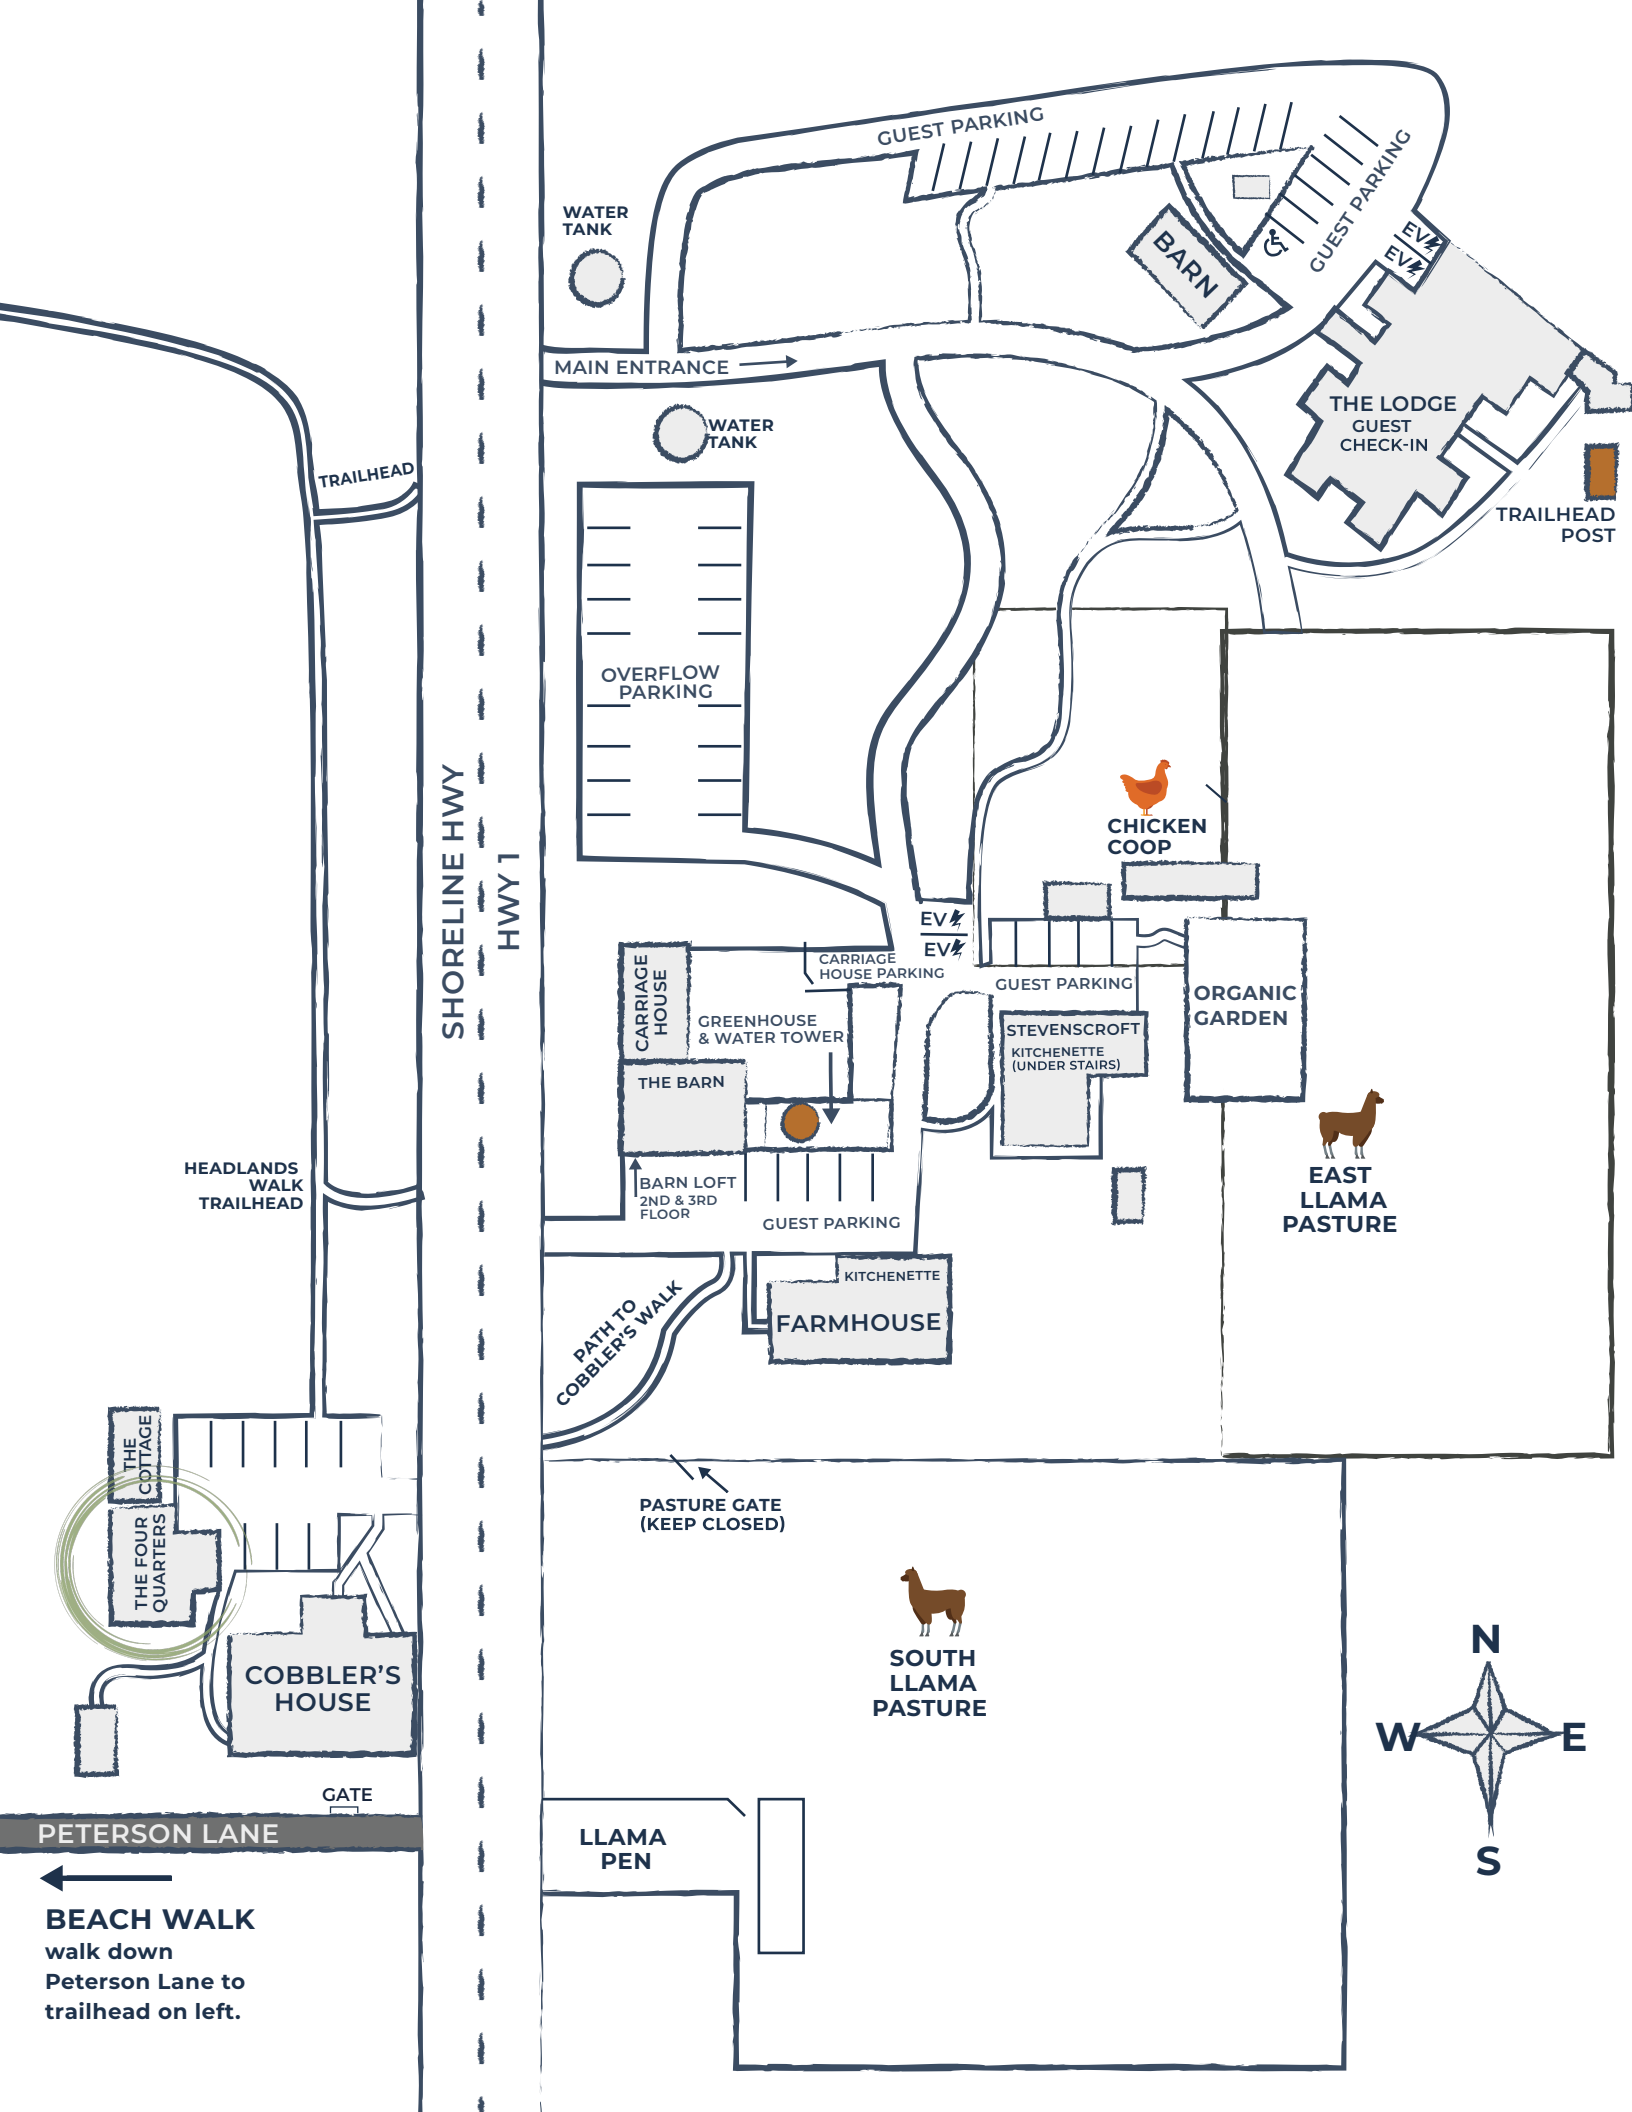 GUEST PARKING
GUEST PARKING
WATER
TANK
EV
EV
BARN
MAIN ENTRANCE
WATER
TANK
THE LODGE
GUEST
CHECK-IN
TRAILHEAD
TRAILHEAD
POST
OVERFLOW
PARKING
SHORELINE HWY
HWY 1
CHICKEN
COOP
EV
EV
CARRIAGE
HOUSE
CARRIAGE
HOUSE PARKING
GUEST PARKING
ORGANIC
GARDEN
GREENHOUSE
& WATER TOWER
STEVENSCROFT
KITCHENETTE
(UNDER STAIRS)
THE BARN
HEADLANDS
WALK
TRAILHEAD
BARN LOFT
2ND & 3RD
FLOOR
GUEST PARKING
EAST
LLAMA
PASTURE
KITCHENETTE
FARMHOUSE
PATH TO
COBBLER'S WALK
THE
COTTAGE
PASTURE GATE
(KEEP CLOSED)
THE FOUR
QUARTERS
COBBLER'S
HOUSE
SOUTH
LLAMA
PASTURE
N
W
E
S
GATE
PETERSON LANE
LLAMA
PEN
BEACH WALK
walk down
Peterson Lane to
trailhead on left.